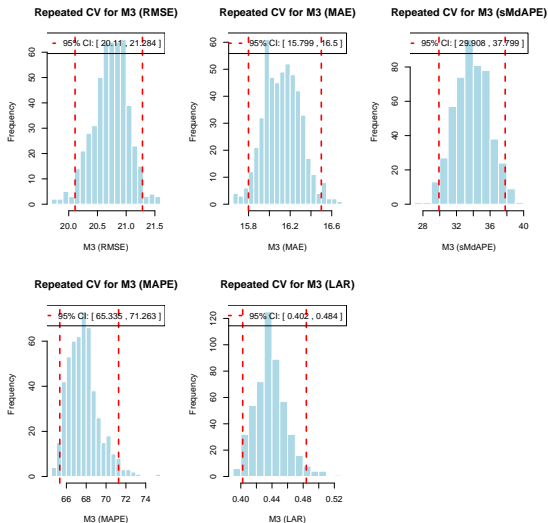 Repeated CV for M3 (RMSE)
95% CI: [ 20.11 , 21.284 ]
Frequency
0 10 20 30 40 50 60
20.0 20.5 21.0 21.5
M3 (RMSE)
Repeated CV for M3 (MAE)
95% CI: [ 15.799 , 16.5 ]
Frequency
0 10 20 30 40 50 60
15.8 16.2 16.6
M3 (MAE)
Repeated CV for M3 (sMdAPE)
95% CI: [ 29.908 , 37.799 ]
Frequency
0 20 40 60 80
28 32 36 40
M3 (sMdAPE)
Repeated CV for M3 (MAPE)
95% CI: [ 65.335 , 71.263 ]
Frequency
0 20 40 60
66 68 70 72 74
M3 (MAPE)
Repeated CV for M3 (LAR)
95% CI: [ 0.402 , 0.484 ]
Frequency
0 20 40 60 80 100 120
0.40 0.44 0.48 0.52
M3 (LAR)